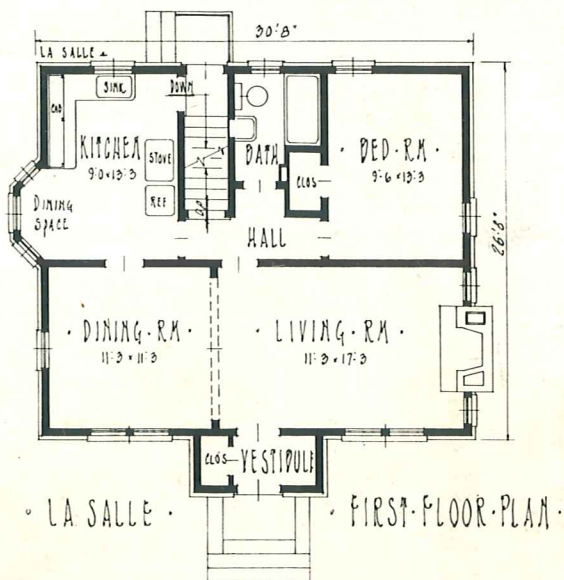 30'8"
LA SALLE
SINK
CUP
DOWN
KITCHEN
9:0 x 13:3
STOVE
REF
DINING
SPACE
UP
BATH
CLOS
BED·RM·
9-6 x 13:3
26'8"
HALL
·DINING·RM·
11:3 x 11:3
·LIVING·RM·
11:3 x 17:3
CLOS
VESTIBULE
·LA SALLE·
·FIRST·FLOOR·PLAN·